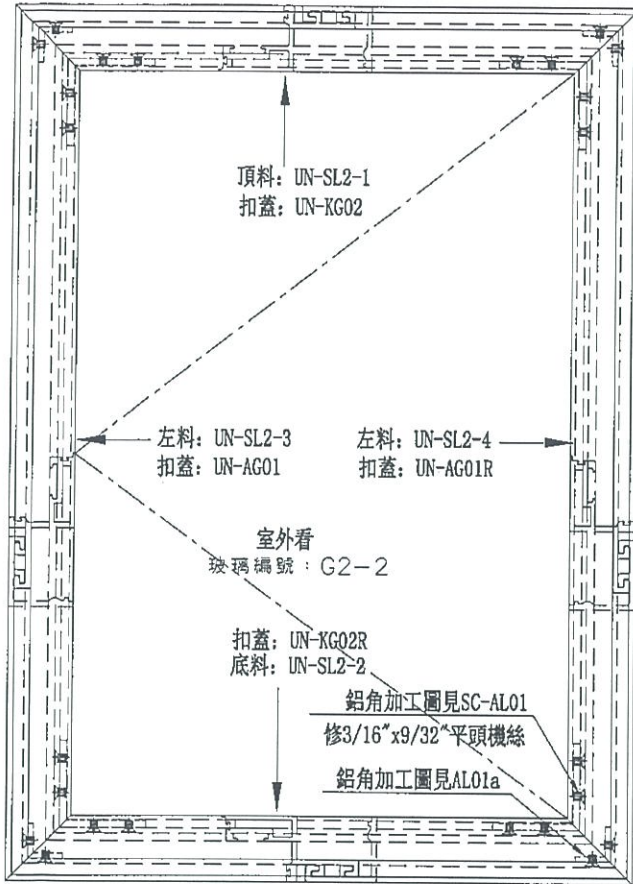 頂料: UN-SL2-1
扣蓋: UN-KG02
左料: UN-SL2-3
扣蓋: UN-AG01
左料: UN-SL2-4
扣蓋: UN-AG01R
室外看
玻璃編號：G2-2
扣蓋: UN-KG02R
底料: UN-SL2-2
鋁角加工圖見SC-AL01
修3/16"x9/32"平頭機絲
鋁角加工圖見AL01a